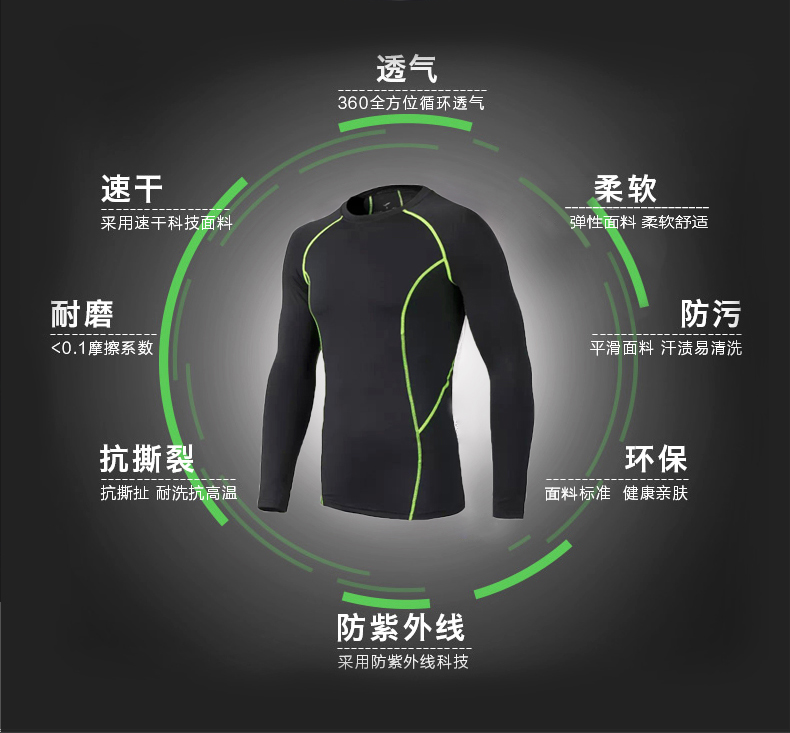 透气
360全方位循环透气
速干
采用速干科技面料
柔软
弹性面料 柔软舒适
耐磨
<0.1摩擦系数
防污
平滑面料 汗渍易清洗
抗撕裂
抗撕扯 耐洗抗高温
环保
面料标准 健康亲肤
防紫外线
采用防紫外线科技